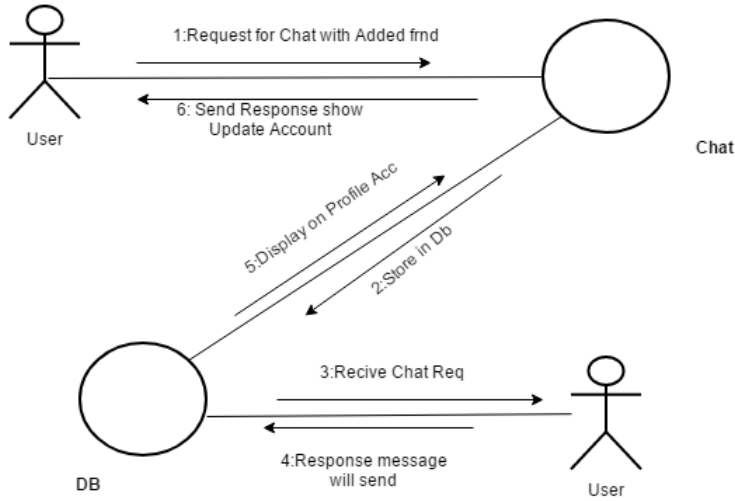 1:Request for Chat with Added frnd
6: Send Response show
Update Account
User
Chat
5:Display on Profile Acc
2:Store in Db
3:Recive Chat Req
4:Response message
will send
DB
User